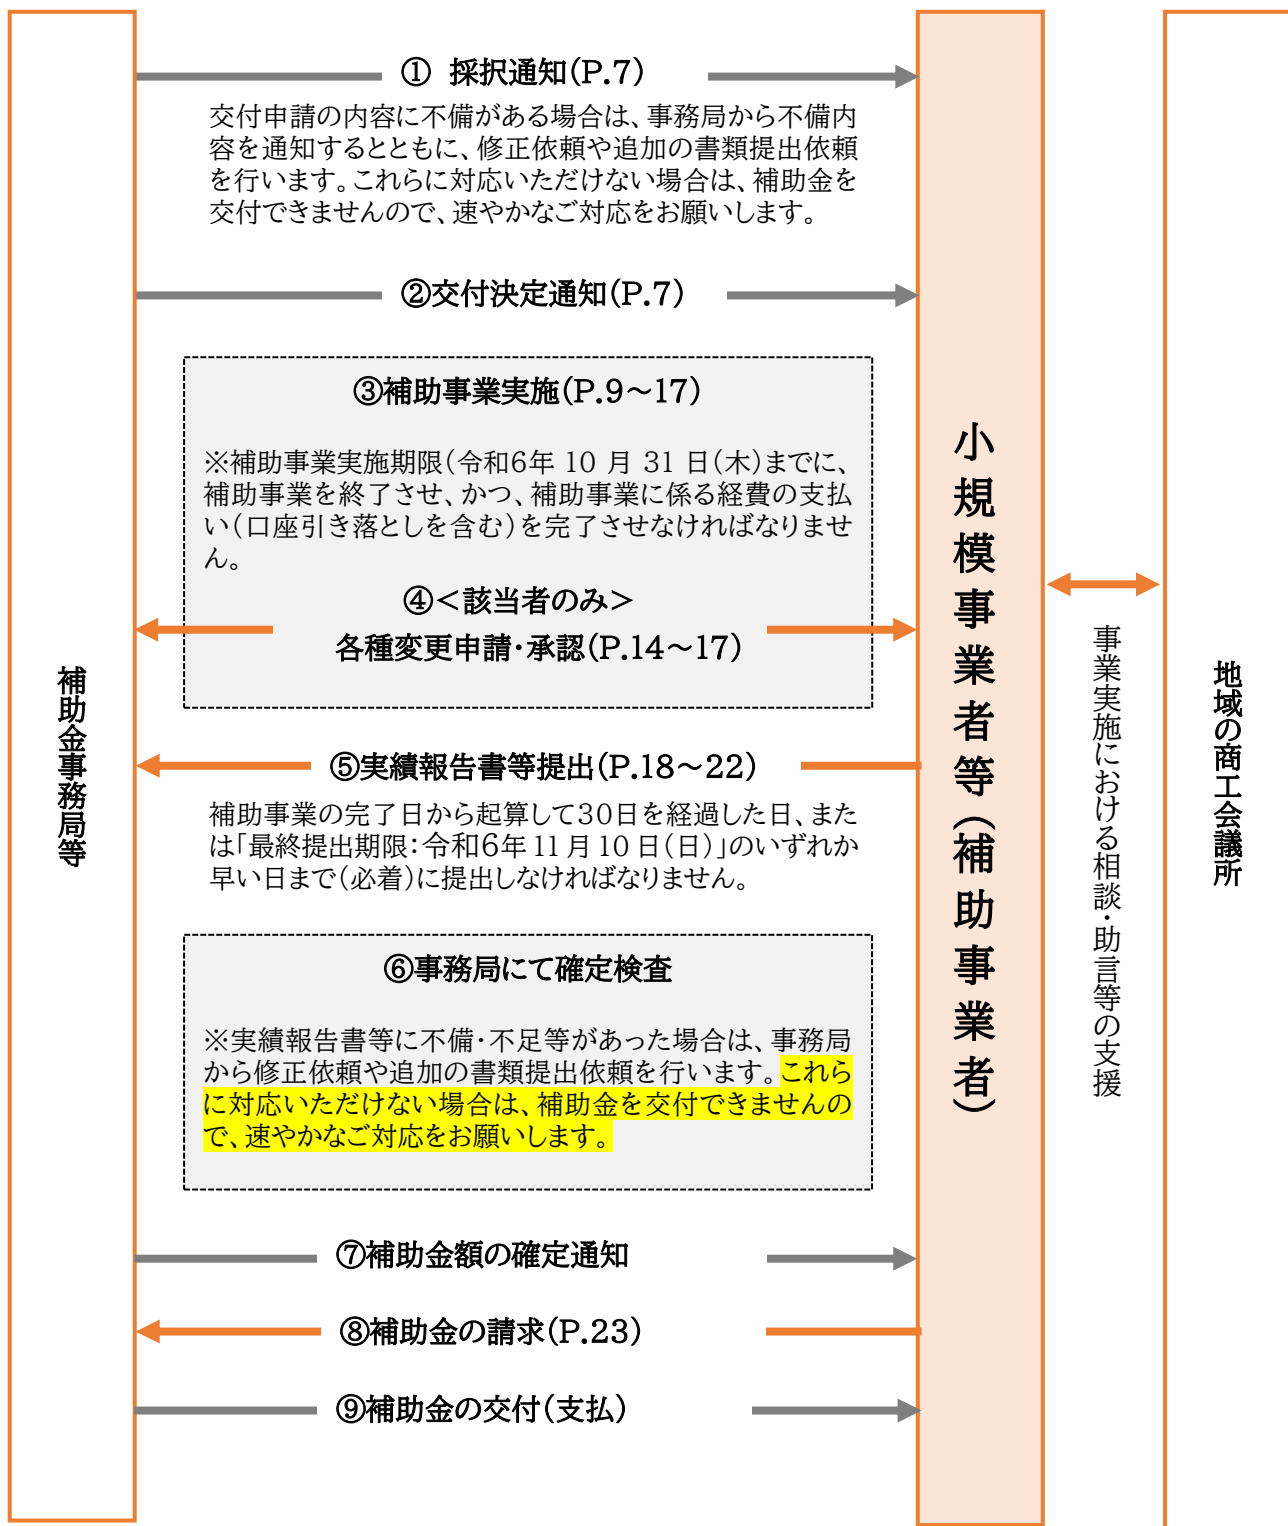 補助金事務局等
① 採択通知(P.7)
交付申請の内容に不備がある場合は、事務局から不備内
容を通知するとともに、修正依頼や追加の書類提出依頼
を行います。これらに対応いただけない場合は、補助金を
交付できませんので、速やかなご対応をお願いします。
②交付決定通知(P.7)
③補助事業実施(P.9～17)
※補助事業実施期限(令和6年 10 月 31 日(木)までに、
補助事業を終了させ、かつ、補助事業に係る経費の支払
い(口座引き落としを含む)を完了させなければなりませ
ん。
④<該当者のみ>
各種変更申請・承認(P.14～17)
⑤実績報告書等提出(P.18～22)
補助事業の完了日から起算して30日を経過した日、また
は「最終提出期限：令和6年 11 月 10 日(日)」のいずれか
早い日まで(必着)に提出しなければなりません。
⑥事務局にて確定検査
※実績報告書等に不備・不足等があった場合は、事務局
から修正依頼や追加の書類提出依頼を行います。これら
に対応いただけない場合は、補助金を交付できませんの
で、速やかなご対応をお願いします。
⑦補助金額の確定通知
⑧補助金の請求(P.23)
⑨補助金の交付(支払)
小規模事業者等(補助事業者)
事業実施における相談・助言等の支援
地域の商工会議所